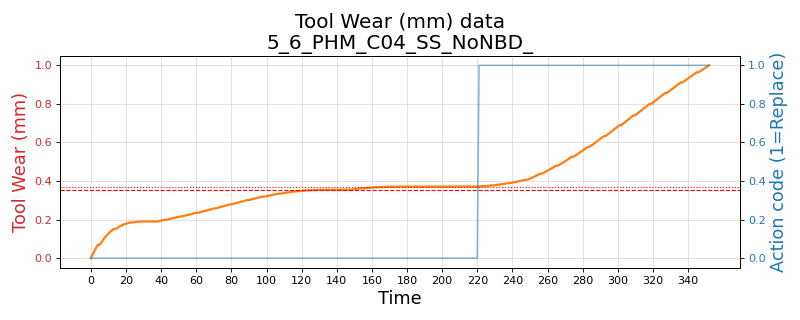 Tool Wear (mm) data
5_6_PHM_C04_SS_NoNBD_
1.0
0.8
0.6
0.4
0.2
0.0
Tool Wear (mm)
1.0
0.8
0.6
0.4
0.2
0.0
Action code (1=Replace)
0 20 40 60 80 100 120 140 160 180 200 220 240 260 280 300 320 340
Time